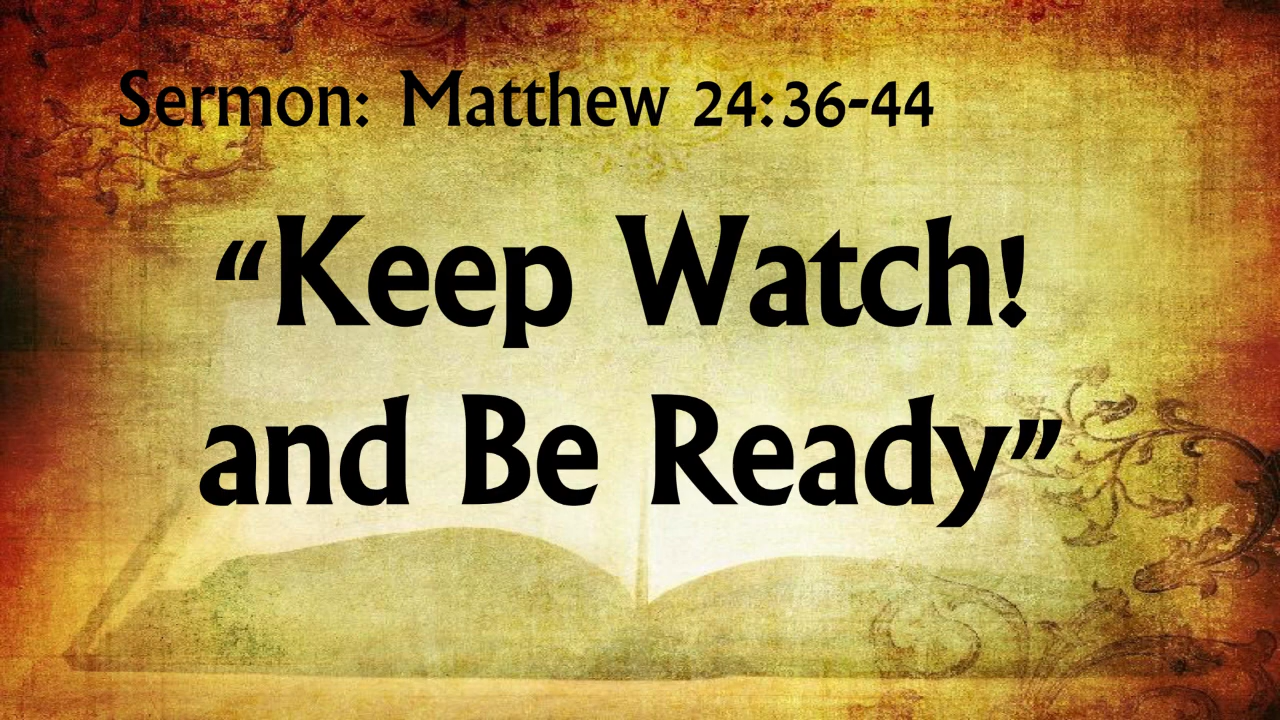 Sermon: Matthew 24:36-44
“Keep Watch!
and Be Ready”